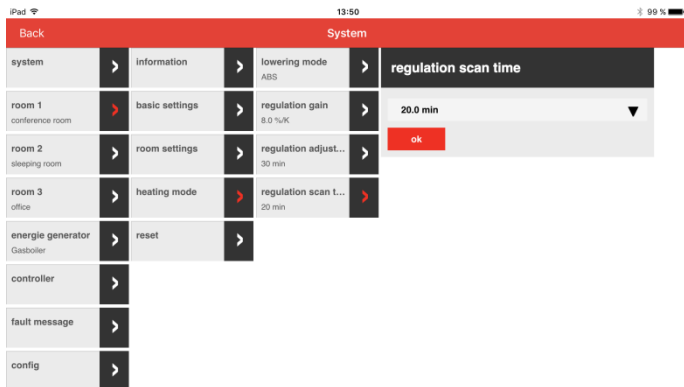 iPad 13:50 99 %
Back System
system
room 1
conference room
room 2
sleeping room
room 3
office
energie generator
Gasboiler
controller
fault message
config
information
basic settings
room settings
heating mode
reset
lowering mode
ABS
regulation gain
8.0 %/K
regulation adjust...
30 min
regulation scan t...
20 min
regulation scan time
20.0 min
ok